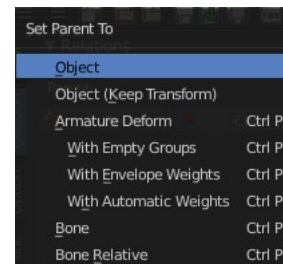 Set Parent To
Relations
Object
Object (Keep Transform)
Armature Deform Ctrl P
With Empty Groups Ctrl P
With Envelope Weights Ctrl P
With Automatic Weights Ctrl P
Bone Ctrl P
Bone Relative Ctrl P